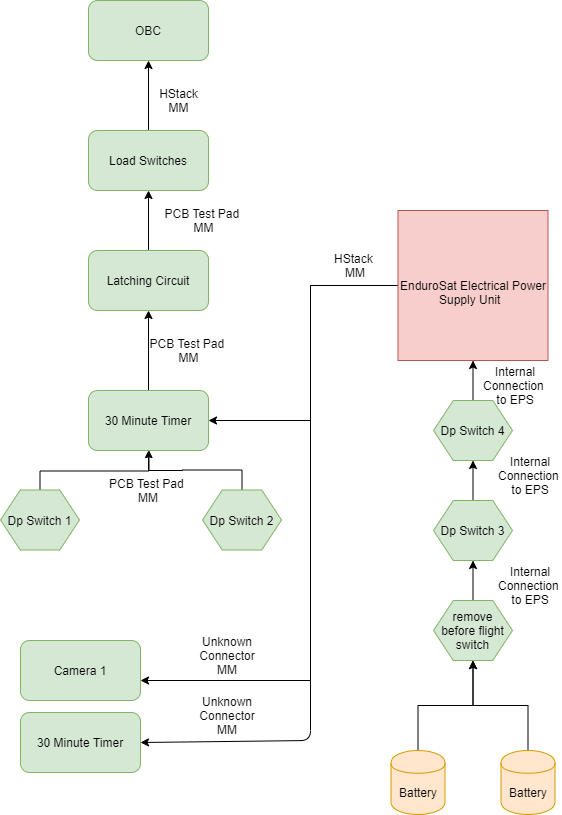 OBC
HStack
MM
Load Switches
PCB Test Pad
MM
Latching Circuit
HStack
MM
EnduroSat Electrical Power
Supply Unit
PCB Test Pad
MM
Internal
Connection
to EPS
30 Minute Timer
Dp Switch 4
PCB Test Pad
MM
Internal
Connection
to EPS
Dp Switch 1
Dp Switch 2
Dp Switch 3
Internal
Connection
to EPS
remove
before flight
switch
Unknown
Connector
MM
Camera 1
Unknown
Connector
MM
30 Minute Timer
Battery
Battery